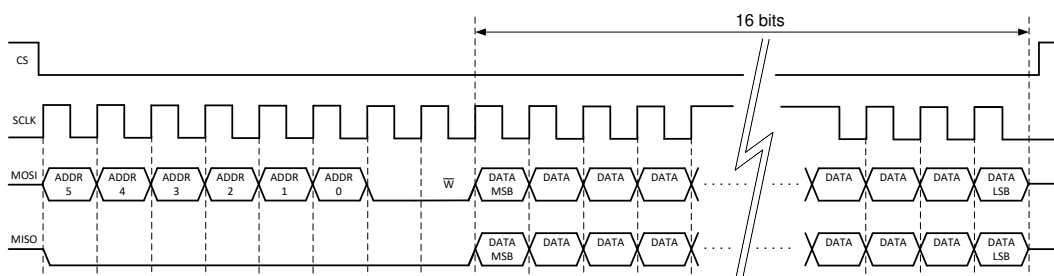 16 bits
CS
SCLK
MOSI
ADDR 5
ADDR 4
ADDR 3
ADDR 2
ADDR 1
ADDR 0
W̅
DATA MSB
DATA
DATA
DATA
DATA
DATA
DATA
DATA LSB
MISO
DATA MSB
DATA
DATA
DATA
DATA
DATA
DATA
DATA LSB